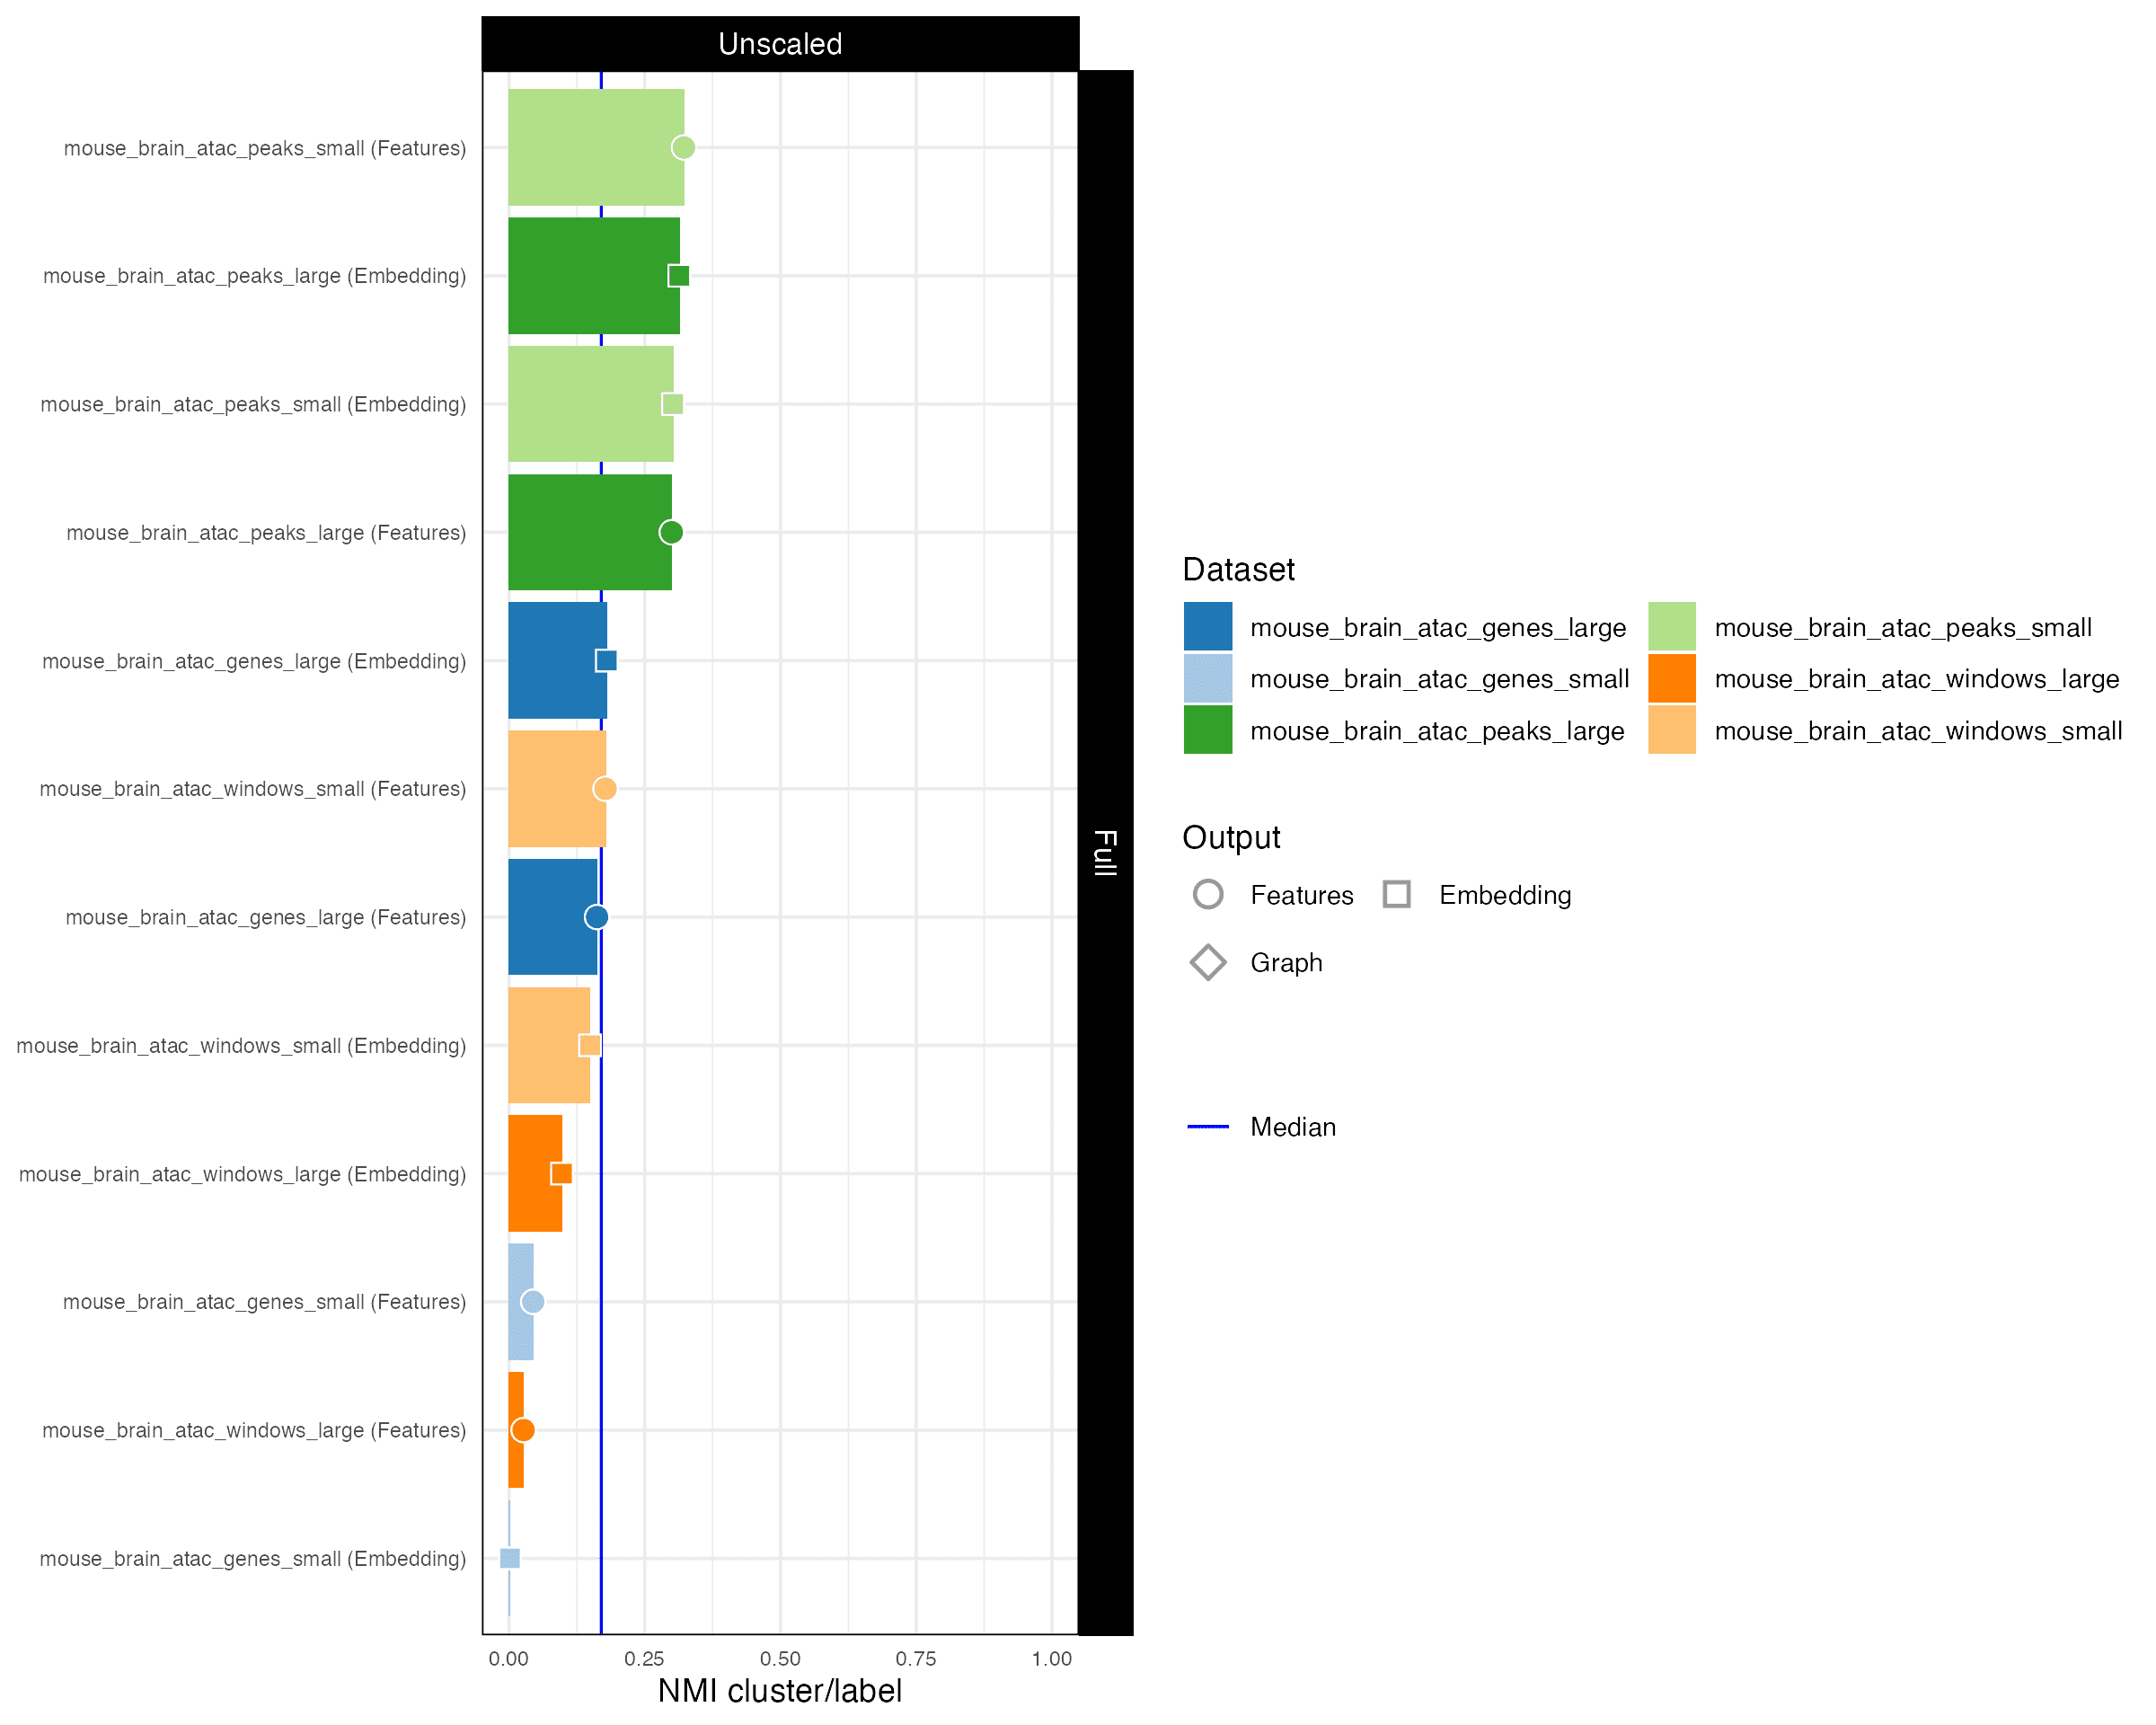 Unscaled
mouse_brain_atac_peaks_small (Features)
mouse_brain_atac_peaks_large (Embedding)
mouse_brain_atac_peaks_small (Embedding)
mouse_brain_atac_peaks_large (Features)
mouse_brain_atac_genes_large (Embedding)
mouse_brain_atac_windows_small (Features)
mouse_brain_atac_genes_large (Features)
mouse_brain_atac_windows_small (Embedding)
mouse_brain_atac_windows_large (Embedding)
mouse_brain_atac_genes_small (Features)
mouse_brain_atac_windows_large (Features)
mouse_brain_atac_genes_small (Embedding)
0.00 0.25 0.50 0.75 1.00
NMI cluster/label
Full
Dataset
mouse_brain_atac_genes_large mouse_brain_atac_peaks_small
mouse_brain_atac_genes_small mouse_brain_atac_windows_large
mouse_brain_atac_peaks_large mouse_brain_atac_windows_small
Output
Features Embedding
Graph
Median